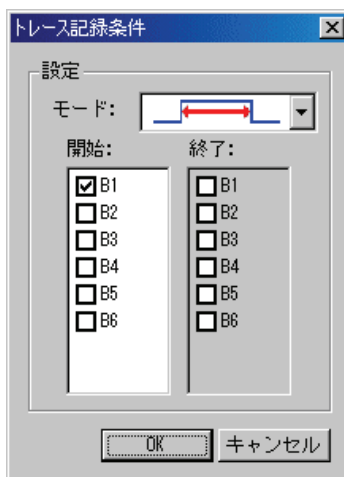 トレース記録条件
設定
モード:
開始: 終了:
B1 B1
B2 B2
B3 B3
B4 B4
B5 B5
B6 B6
OK キャンセル